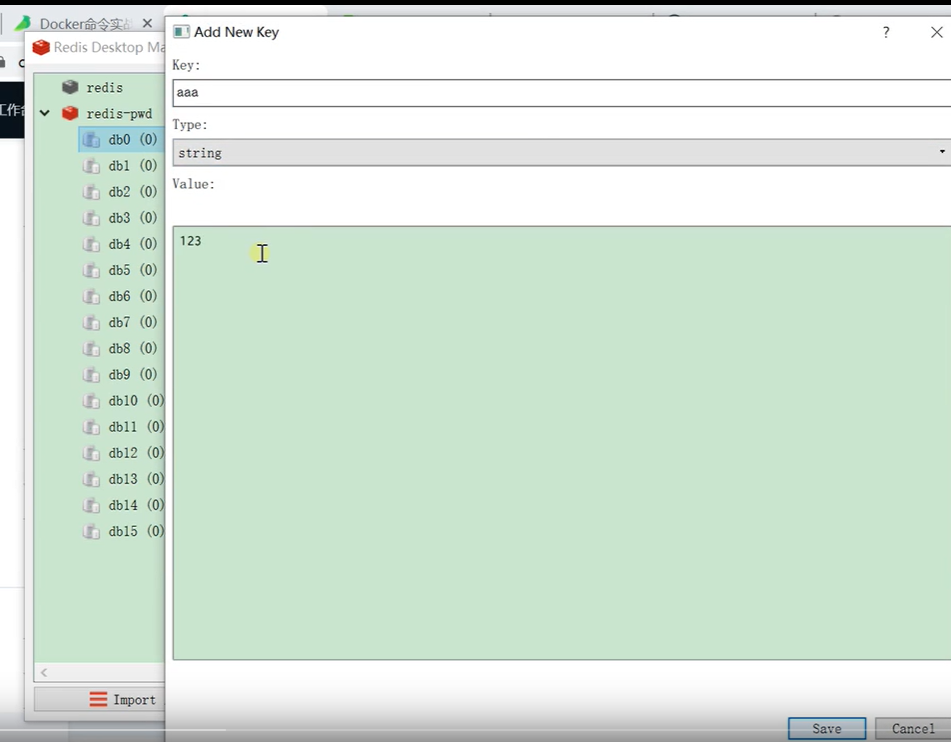 Docker命令实战
Redis Desktop Ma
工作台
Add New Key
?
redis
redis-pwd
db0 (0)
db1 (0)
db2 (0)
db3 (0)
db4 (0)
db5 (0)
db6 (0)
db7 (0)
db8 (0)
db9 (0)
db10 (0)
db11 (0)
db12 (0)
db13 (0)
db14 (0)
db15 (0)
Import
Key:
aaa
Type:
string
Value:
123
Save
Cancel